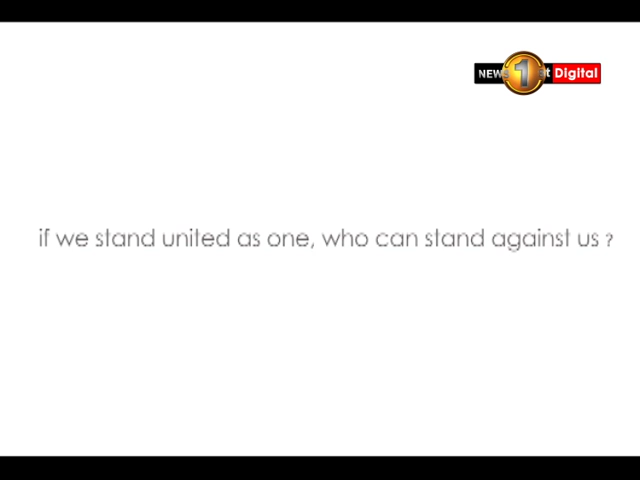 NEWS 1st Digital
if we stand united as one, who can stand against us ?